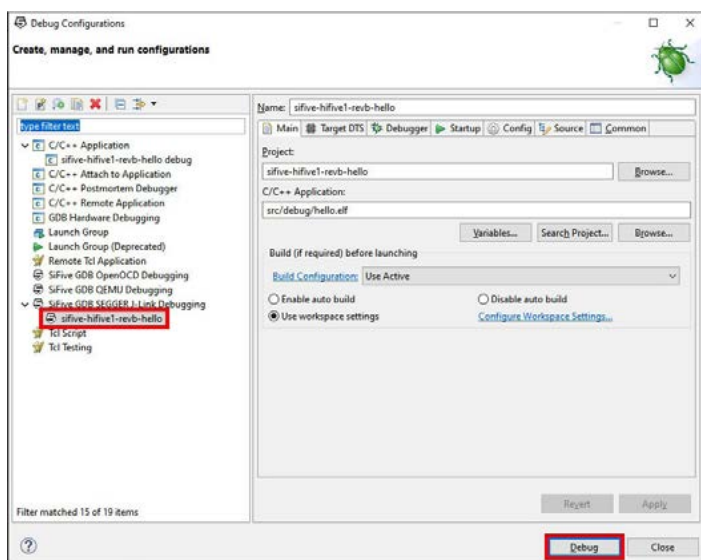 Debug Configurations
Create, manage, and run configurations
type filter text
C/C++ Application
sifive-hifive1-revb-hello debug
C/C++ Attach to Application
C/C++ Postmortem Debugger
C/C++ Remote Application
GDB Hardware Debugging
Launch Group
Launch Group (Deprecated)
Remote Tcl Application
SiFive GDB OpenOCD Debugging
SiFive GDB QEMU Debugging
SiFive GDB SEGGER J-Link Debugging
sifive-hifive1-revb-hello
Tcl Script
Tcl Testing
Filter matched 15 of 19 items
Name: sifive-hifive1-revb-hello
Main Target DTS Debugger Startup Config Source Common
Project:
sifive-hifive1-revb-hello Browse...
C/C++ Application:
src/debug/hello.elf
Variables... Search Project... Browse...
Build (if required) before launching
Build Configuration: Use Active
Enable auto build Disable auto build
Use workspace settings Configure Workspace Settings...
Revert Apply
Debug Close